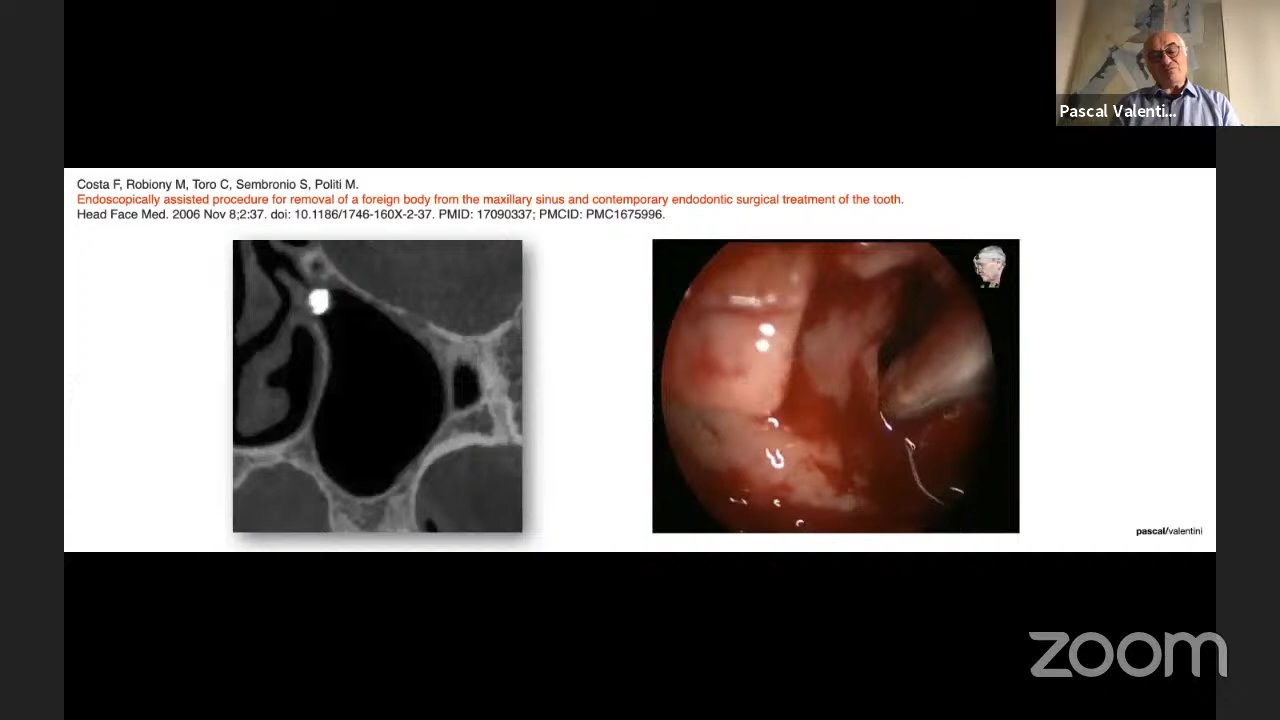 Pascal Valenti...
Costa F, Robiony M, Toro C, Sembronio S, Politi M.
Endoscopically assisted procedure for removal of a foreign body from the maxillary sinus and contemporary endodontic surgical treatment of the tooth.
Head Face Med. 2006 Nov 8;2:37. doi: 10.1186/1746-160X-2-37. PMID: 17090337; PMCID: PMC1675996.
pascal/valentini
zoom